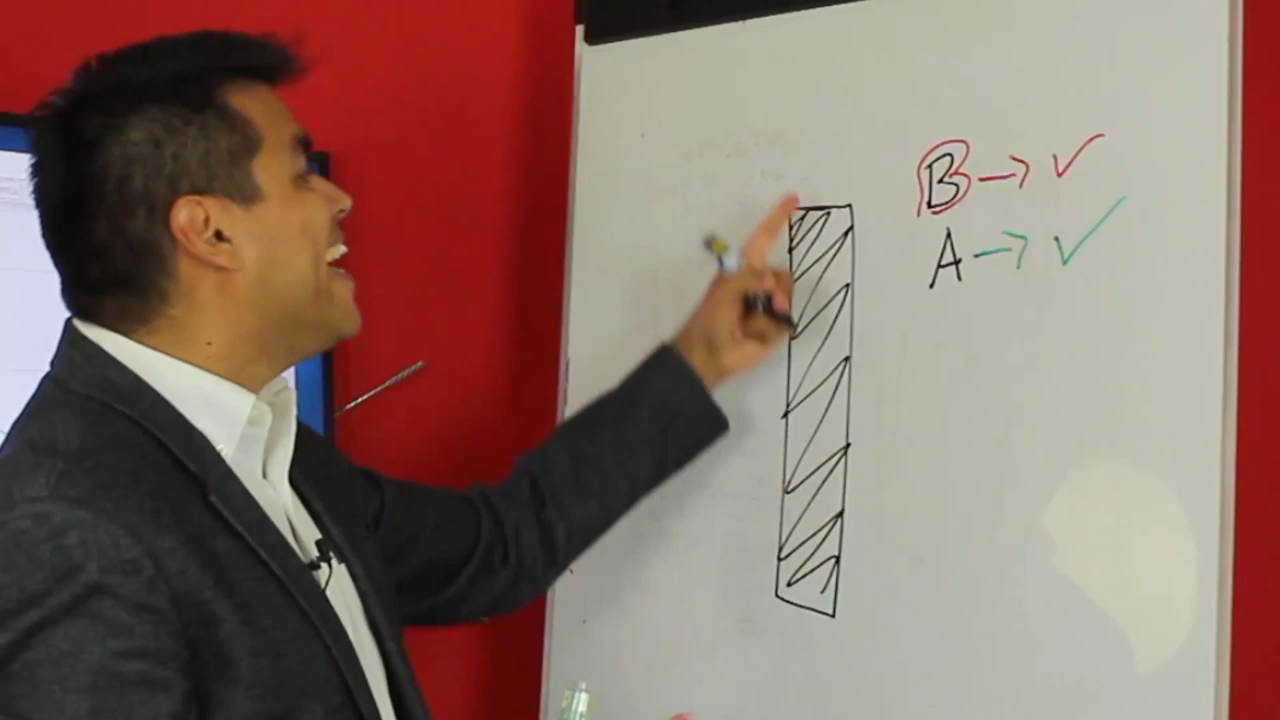 B → ✓
A → ✓